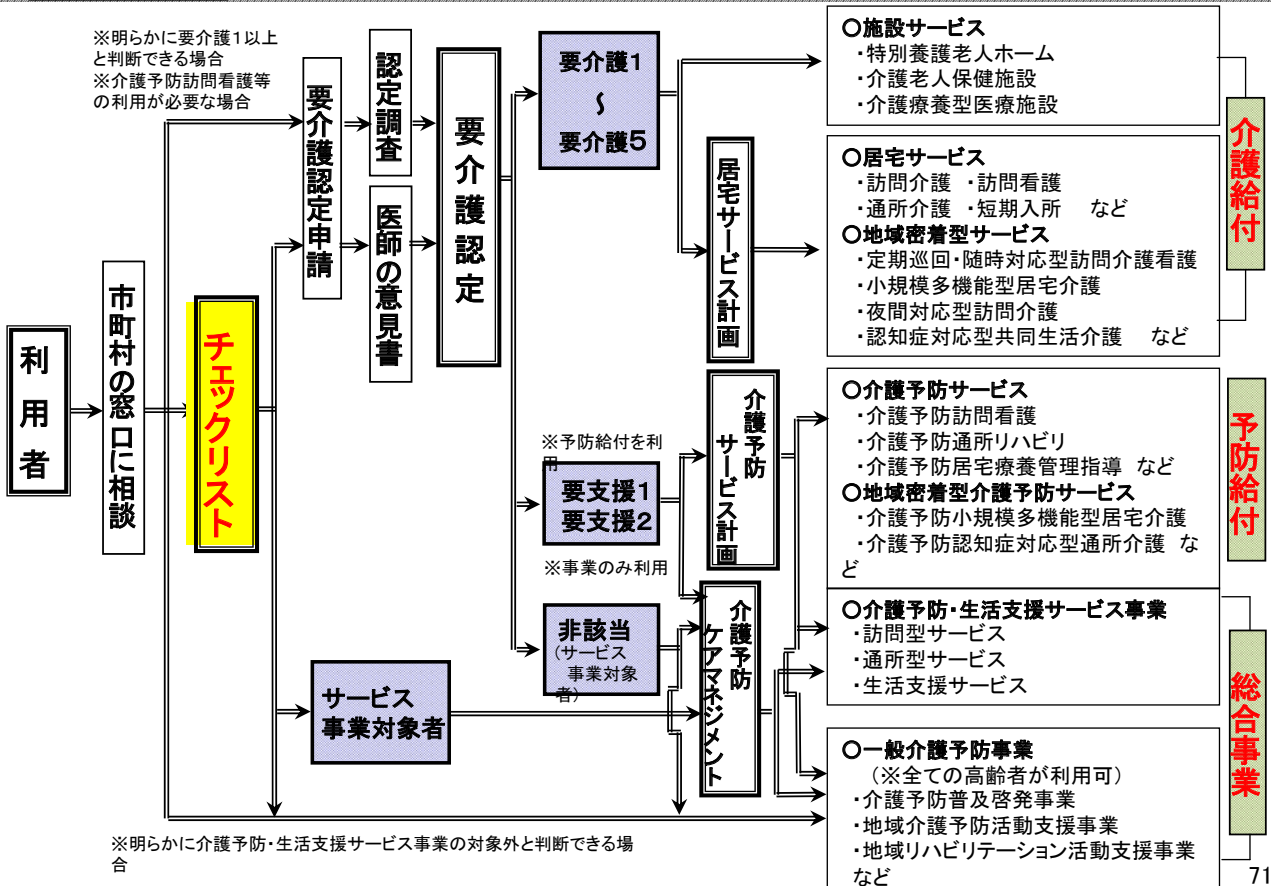 ※明らかに要介護1以上
と判断できる場合
※介護予防訪問看護等
の利用が必要な場合
利用者
市町村の窓口に相談
チェックリスト
要介護認定申請
認定調査
医師の意見書
要介護認定
要介護1
〜
要介護5
※予防給付を利
用
要支援1
要支援2
※事業のみ利用
非該当
(サービス
事業対象
者)
サービス
事業対象者
居宅サービス計画
介護予防
サービス計画
介護予防
ケアマネジメント
○施設サービス
・特別養護老人ホーム
・介護老人保健施設
・介護療養型医療施設
○居宅サービス
・訪問介護 ・訪問看護
・通所介護 ・短期入所 など
○地域密着型サービス
・定期巡回・随時対応型訪問介護看護
・小規模多機能型居宅介護
・夜間対応型訪問介護
・認知症対応型共同生活介護 など
介護給付
○介護予防サービス
・介護予防訪問看護
・介護予防通所リハビリ
・介護予防居宅療養管理指導 など
○地域密着型介護予防サービス
・介護予防小規模多機能型居宅介護
・介護予防認知症対応型通所介護 な
ど
予防給付
○介護予防・生活支援サービス事業
・訪問型サービス
・通所型サービス
・生活支援サービス
○一般介護予防事業
(※全ての高齢者が利用可)
・介護予防普及啓発事業
・地域介護予防活動支援事業
・地域リハビリテーション活動支援事業
など
総合事業
※明らかに介護予防・生活支援サービス事業の対象外と判断できる場
合
71